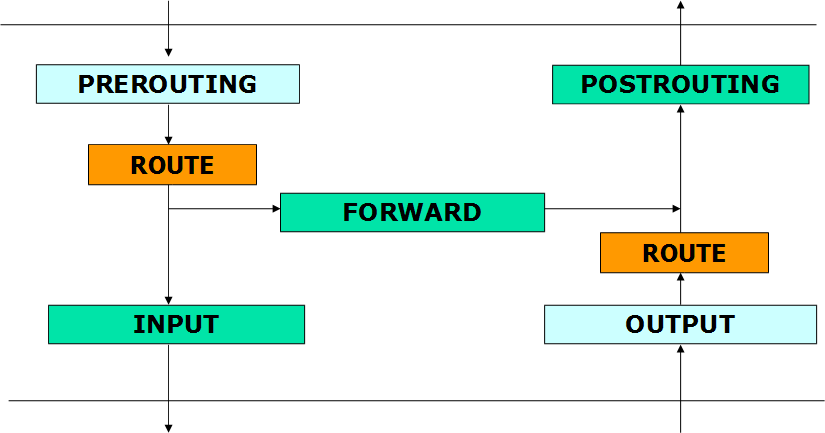 PREROUTING
POSTROUTING
ROUTE
FORWARD
ROUTE
INPUT
OUTPUT